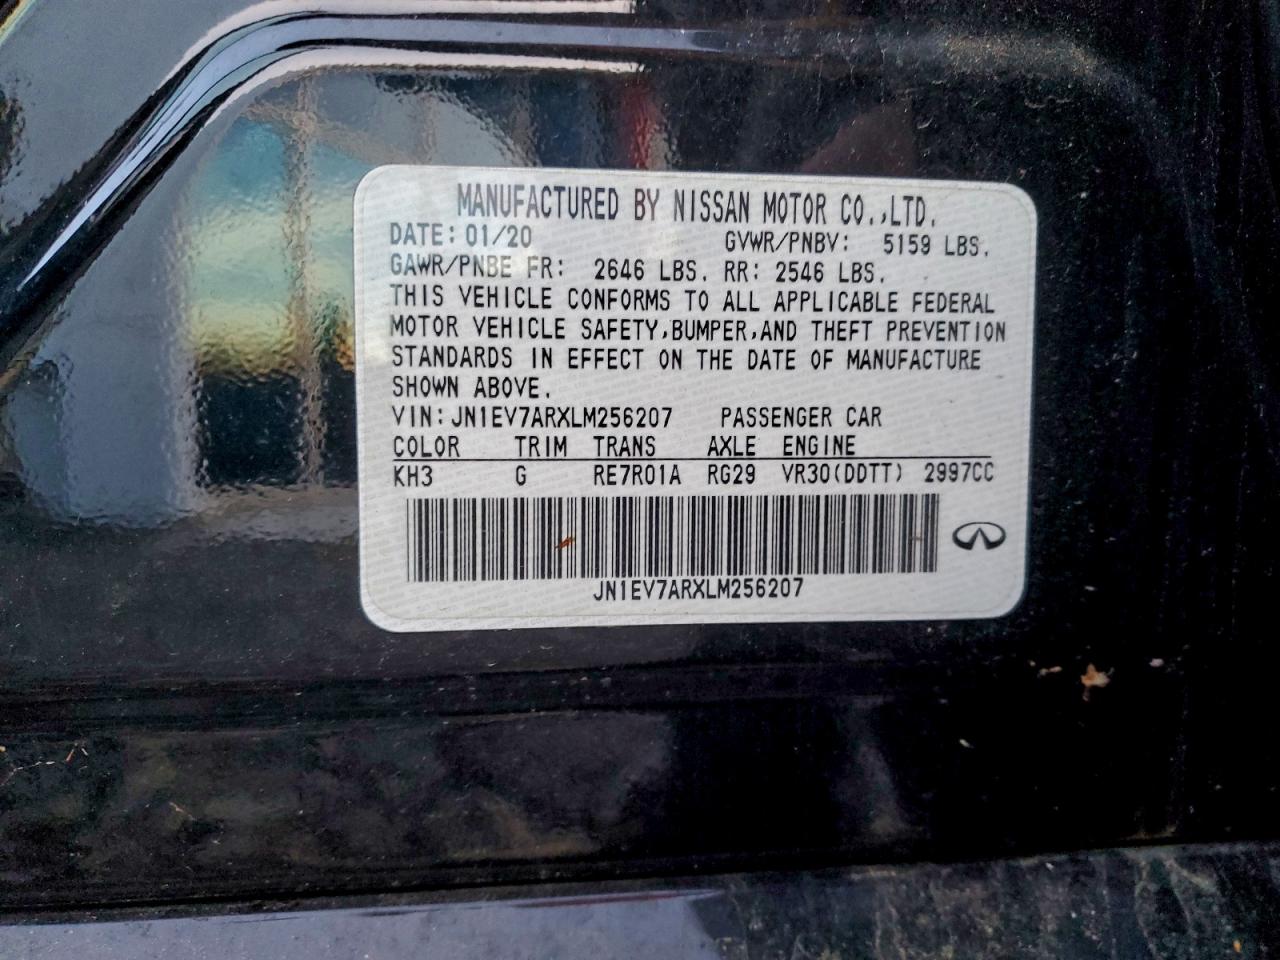 MANUFACTURED BY NISSAN MOTOR CO.,LTD.
DATE: 01/20 GVWR/PNBV: 5159 LBS.
GAWR/PNBE FR: 2646 LBS. RR: 2546 LBS.
THIS VEHICLE CONFORMS TO ALL APPLICABLE FEDERAL
MOTOR VEHICLE SAFETY,BUMPER,AND THEFT PREVENTION
STANDARDS IN EFFECT ON THE DATE OF MANUFACTURE
SHOWN ABOVE.
VIN: JN1EV7ARXLM256207 PASSENGER CAR
COLOR TRIM TRANS AXLE ENGINE
KH3 G RE7R01A RG29 VR30(DDTT) 2997CC
JN1EV7ARXLM256207